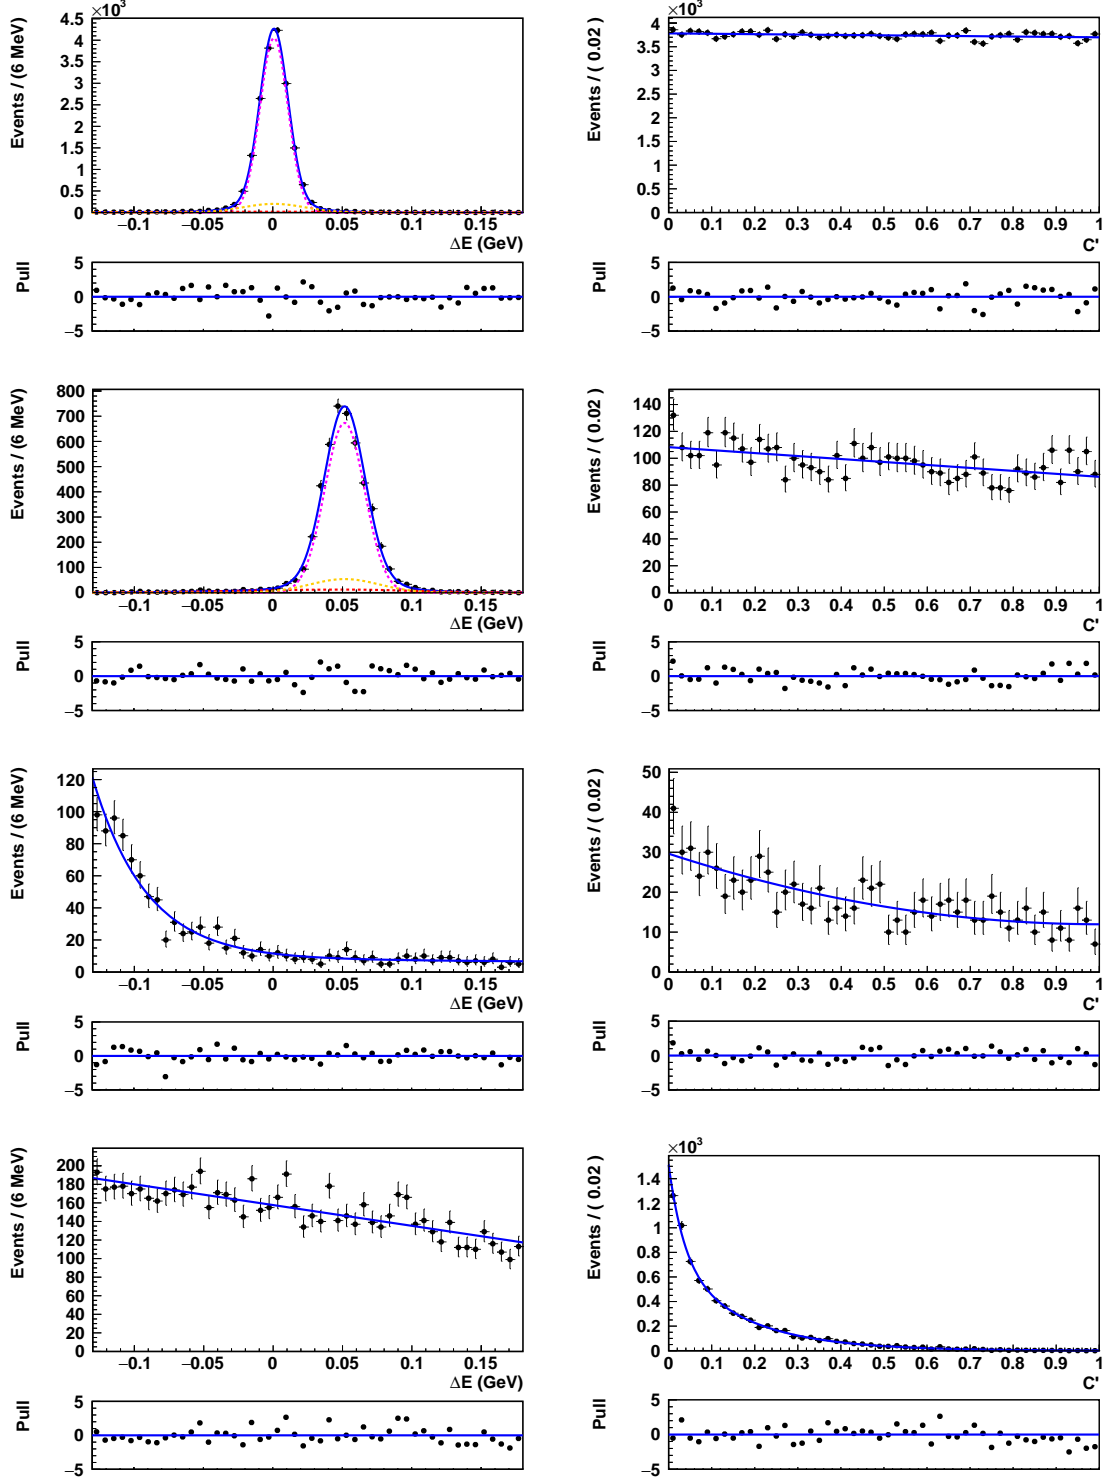 ×10³
Events / (6 MeV)
4.5
4
3.5
3
2.5
2
1.5
1
0.5
0
−0.1 −0.05 0 0.05 0.1 0.15
ΔE (GeV)
Pull
5
0
−5
×10³
Events / ( 0.02 )
4
3.5
3
2.5
2
1.5
1
0.5
0
0 0.1 0.2 0.3 0.4 0.5 0.6 0.7 0.8 0.9 1
C'
Pull
5
0
−5
Events / (6 MeV)
800
700
600
500
400
300
200
100
0
−0.1 −0.05 0 0.05 0.1 0.15
ΔE (GeV)
Pull
5
0
−5
Events / ( 0.02 )
140
120
100
80
60
40
20
0
0 0.1 0.2 0.3 0.4 0.5 0.6 0.7 0.8 0.9 1
C'
Pull
5
0
−5
Events / (6 MeV)
120
100
80
60
40
20
0
−0.1 −0.05 0 0.05 0.1 0.15
ΔE (GeV)
Pull
5
0
−5
Events / ( 0.02 )
50
40
30
20
10
0
0 0.1 0.2 0.3 0.4 0.5 0.6 0.7 0.8 0.9 1
C'
Pull
5
0
−5
Events / (6 MeV)
200
180
160
140
120
100
80
60
40
20
0
−0.1 −0.05 0 0.05 0.1 0.15
ΔE (GeV)
Pull
5
0
−5
×10³
Events / ( 0.02 )
1.4
1.2
1
0.8
0.6
0.4
0.2
0
0 0.1 0.2 0.3 0.4 0.5 0.6 0.7 0.8 0.9 1
C'
Pull
5
0
−5